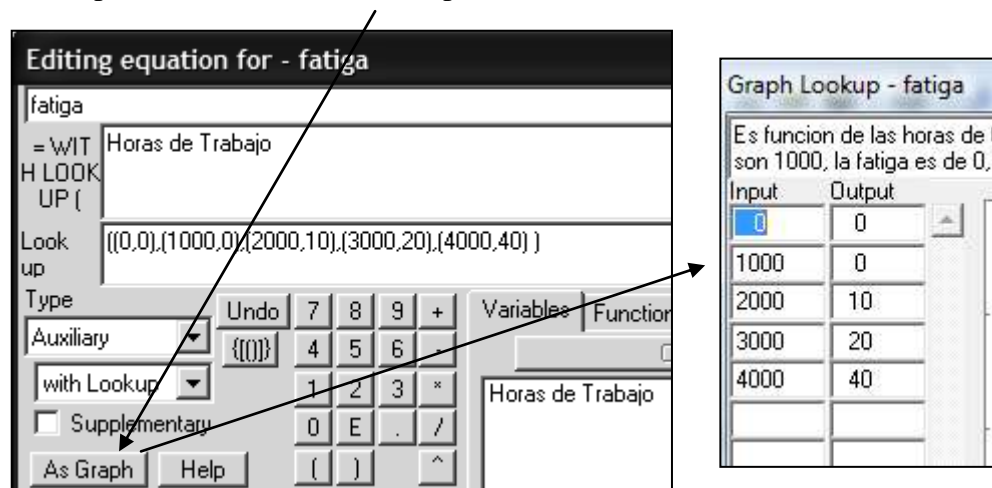 Editing equation for - fatiga
fatiga
= WIT
H LOOK
UP (
Horas de Trabajo
Look
up
((0,0),(1000,0),(2000,10),(3000,20),(4000,40) )
Type
Auxiliary
with Lookup
Supplementary
As Graph
Help
Undo
{[()]}
7 8 9 +
4 5 6 -
1 2 3 *
0 E . /
( ) ^
Variables
Function
Horas de Trabajo
Graph Lookup - fatiga
Es funcion de las horas de
son 1000, la fatiga es de 0,
Input Output
0 0
1000 0
2000 10
3000 20
4000 40